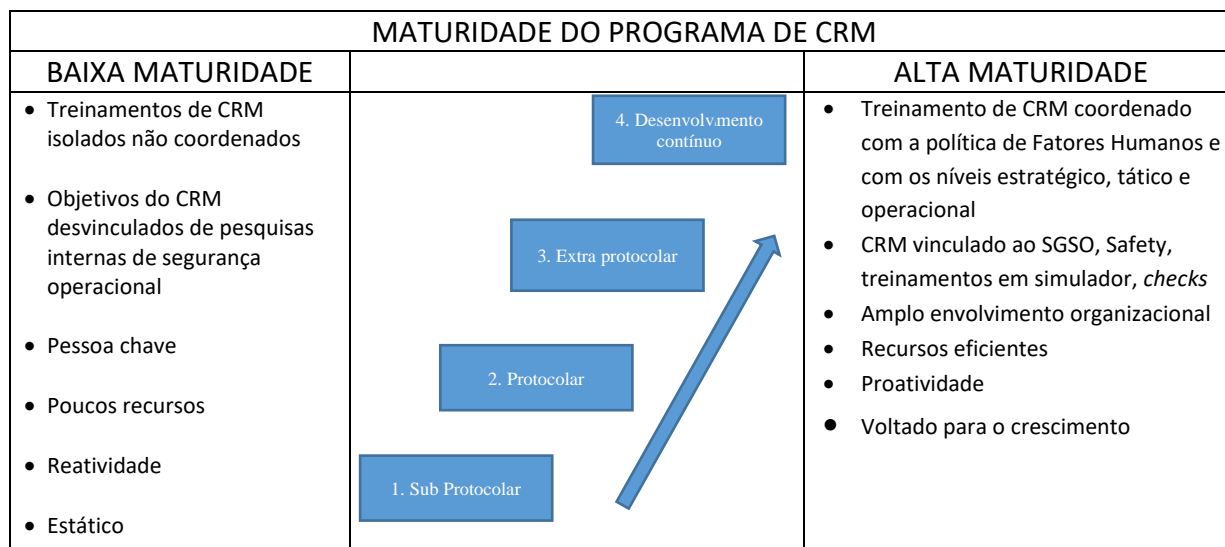 MATURIDADE DO PROGRAMA DE CRM
BAIXA MATURIDADE
• Treinamentos de CRM
isolados não coordenados
• Objetivos do CRM
desvinculados de pesquisas
internas de segurança
operacional
• Pessoa chave
• Poucos recursos
• Reatividade
• Estático
4. Desenvolvimento
contínuo
3. Extra protocolar
2. Protocolar
1. Sub Protocolar
ALTA MATURIDADE
• Treinamento de CRM coordenado
com a política de Fatores Humanos e
com os níveis estratégico, tático e
operacional
• CRM vinculado ao SGSO, Safety,
treinamentos em simulador, checks
• Amplo envolvimento organizacional
• Recursos eficientes
• Proatividade
• Voltado para o crescimento